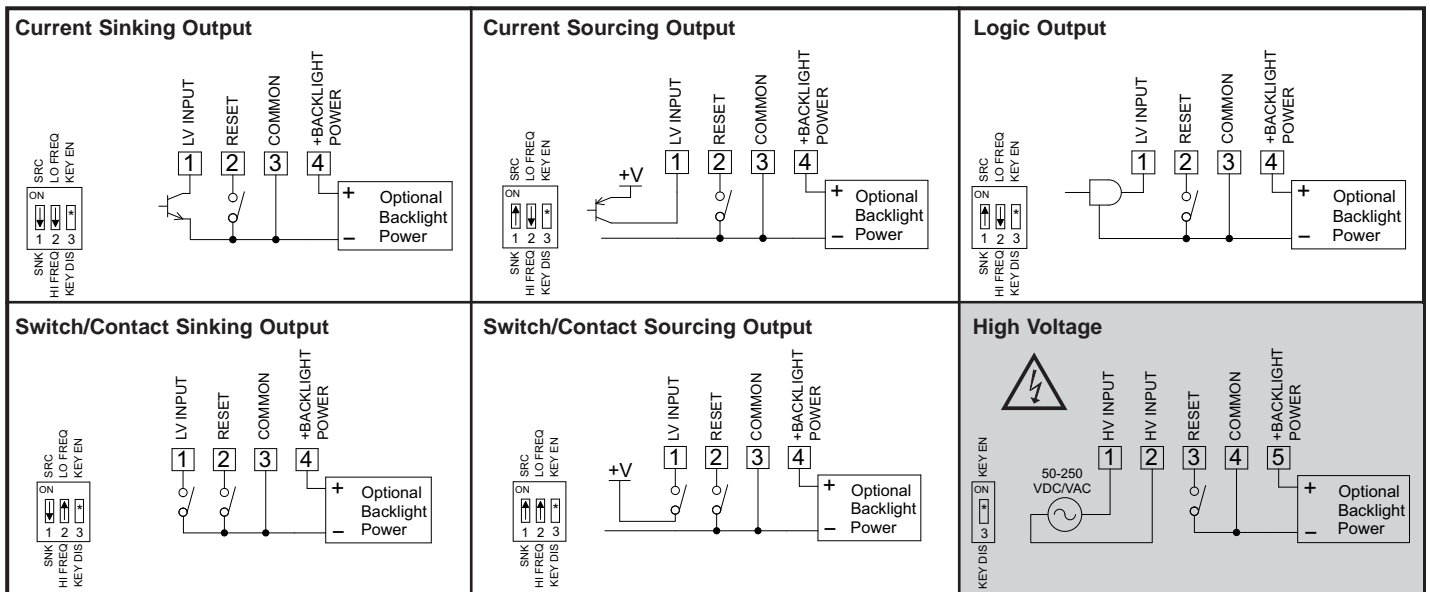 Current Sinking Output
SRC
LO FREQ
KEY EN
ON
* 
1 2 3
SNK
HI FREQ
KEY DIS
LV INPUT
RESET
COMMON
+BACKLIGHT
POWER
1 2 3 4
+ Optional
Backlight
– Power
Current Sourcing Output
SRC
LO FREQ
KEY EN
ON
*
1 2 3
SNK
HI FREQ
KEY DIS
+V
LV INPUT
RESET
COMMON
+BACKLIGHT
POWER
1 2 3 4
+ Optional
Backlight
– Power
Logic Output
SRC
LO FREQ
KEY EN
ON
*
1 2 3
SNK
HI FREQ
KEY DIS
LV INPUT
RESET
COMMON
+BACKLIGHT
POWER
1 2 3 4
+ Optional
Backlight
– Power
Switch/Contact Sinking Output
SRC
LO FREQ
KEY EN
ON
*
1 2 3
SNK
HI FREQ
KEY DIS
LV INPUT
RESET
COMMON
+BACKLIGHT
POWER
1 2 3 4
+ Optional
Backlight
– Power
Switch/Contact Sourcing Output
SRC
LO FREQ
KEY EN
ON
*
1 2 3
SNK
HI FREQ
KEY DIS
+V
LV INPUT
RESET
COMMON
+BACKLIGHT
POWER
1 2 3 4
+ Optional
Backlight
– Power
High Voltage
KEY EN
ON
*
3
KEY DIS
50-250
VDC/VAC
HV INPUT
HV INPUT
RESET
COMMON
+BACKLIGHT
POWER
1 2 3 4 5
+ Optional
Backlight
– Power